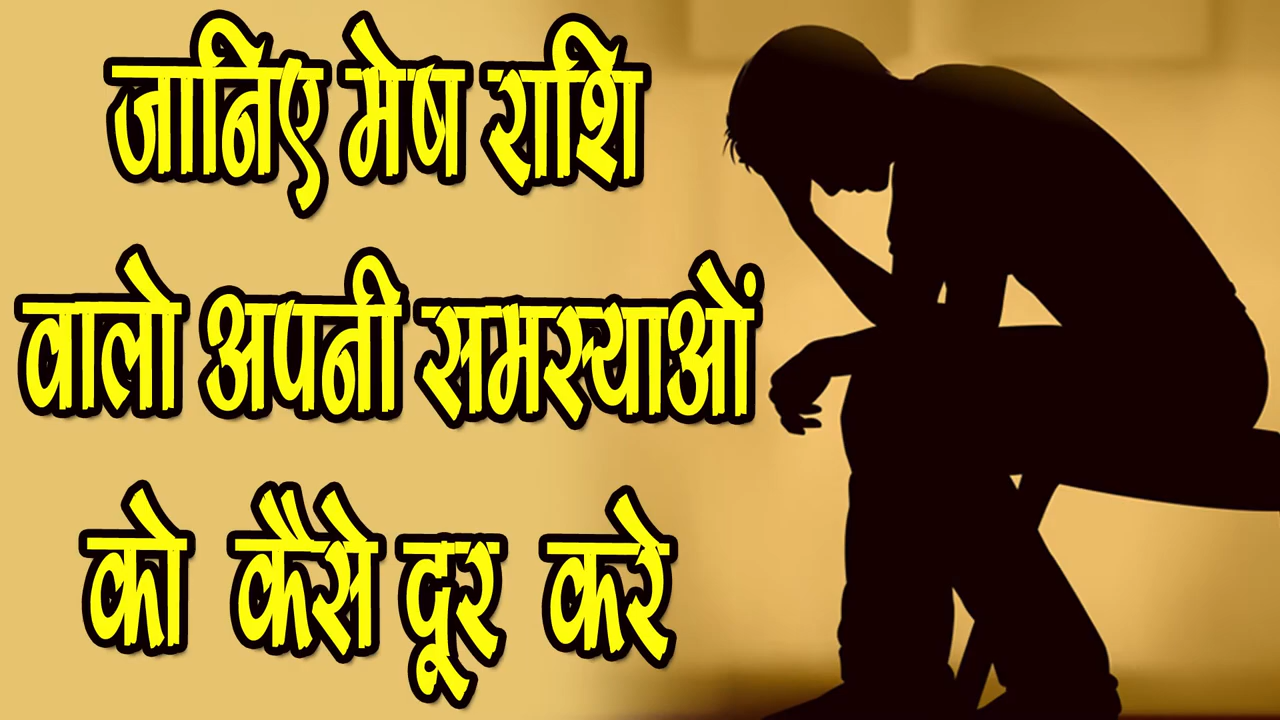 जानिए मेष राशि
वालो अपनी समस्याओं
को कैसे दूर करे